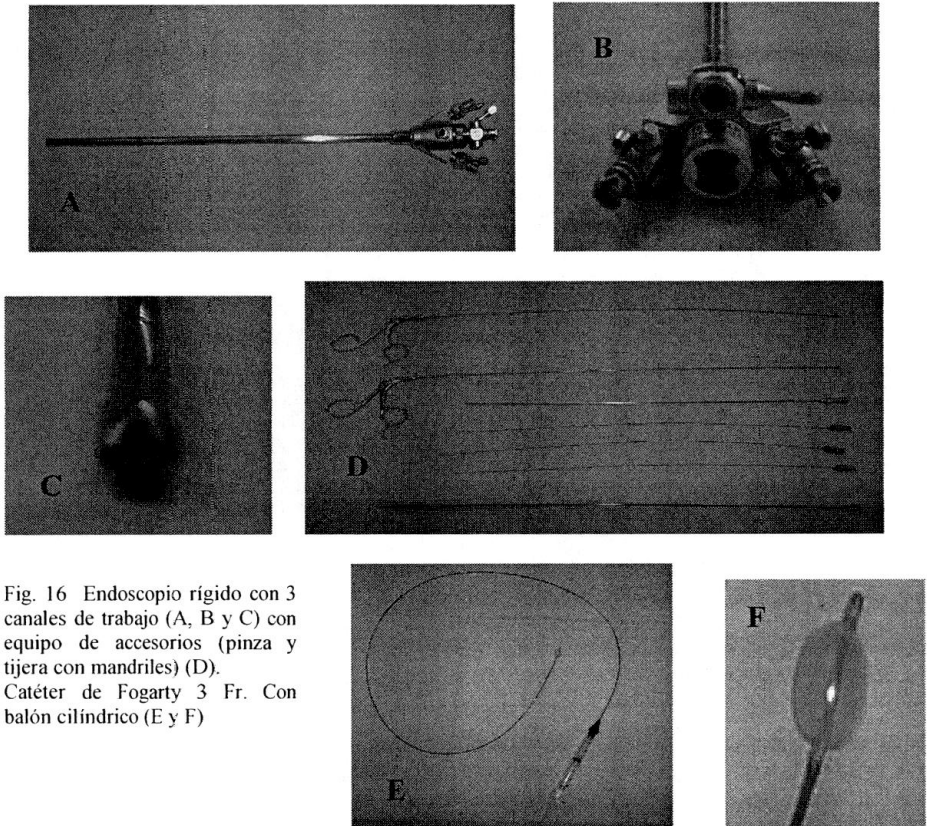 A
B
C
D
Fig. 16 Endoscopio rígido con 3
canales de trabajo (A, B y C) con
equipo de accesorios (pinza y
tijera con mandriles) (D).
Catéter de Fogarty 3 Fr. Con
balón cilíndrico (E y F)
E
F